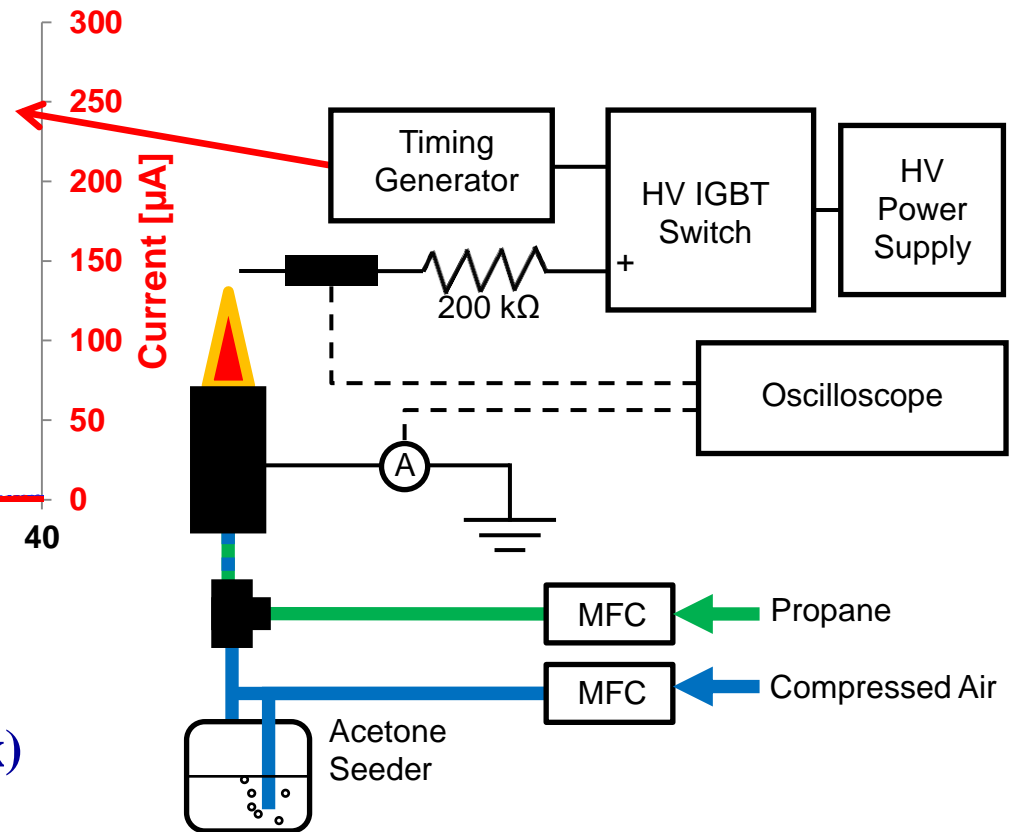 300
250
200
150
100
50
0
40
Current [µA]
Timing
Generator
HV IGBT
Switch
+
HV
Power
Supply
200 kΩ
Oscilloscope
A
MFC
Propane
MFC
Compressed Air
Acetone
Seeder
)